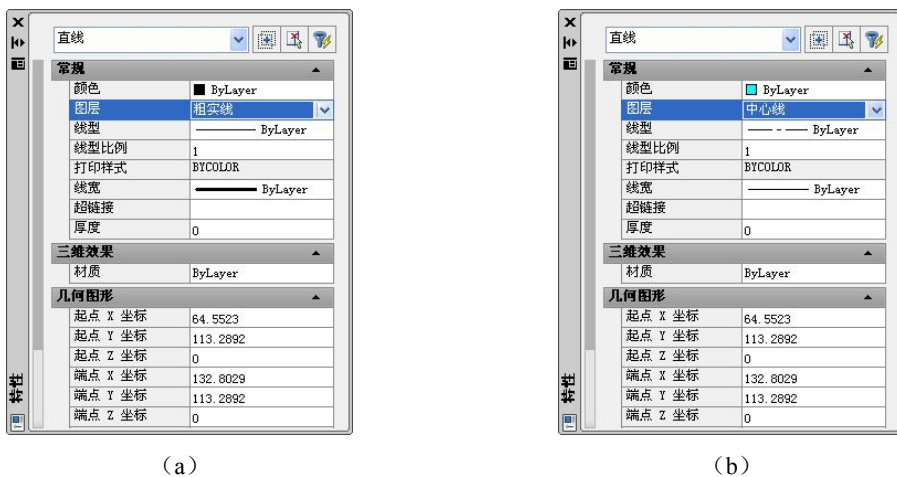 直线
常规
颜色 ByLayer
图层 粗实线
线型 ByLayer
线型比例 1
打印样式 BYCOLOR
线宽 ByLayer
超链接
厚度 0
三维效果
材质 ByLayer
几何图形
起点 X 坐标 64.5523
起点 Y 坐标 113.2892
起点 Z 坐标 0
端点 X 坐标 132.8029
端点 Y 坐标 113.2892
端点 Z 坐标 0
特性
（a）
直线
常规
颜色 ByLayer
图层 中心线
线型 ByLayer
线型比例 1
打印样式 BYCOLOR
线宽 ByLayer
超链接
厚度 0
三维效果
材质 ByLayer
几何图形
起点 X 坐标 64.5523
起点 Y 坐标 113.2892
起点 Z 坐标 0
端点 X 坐标 132.8029
端点 Y 坐标 113.2892
端点 Z 坐标 0
特性
（b）